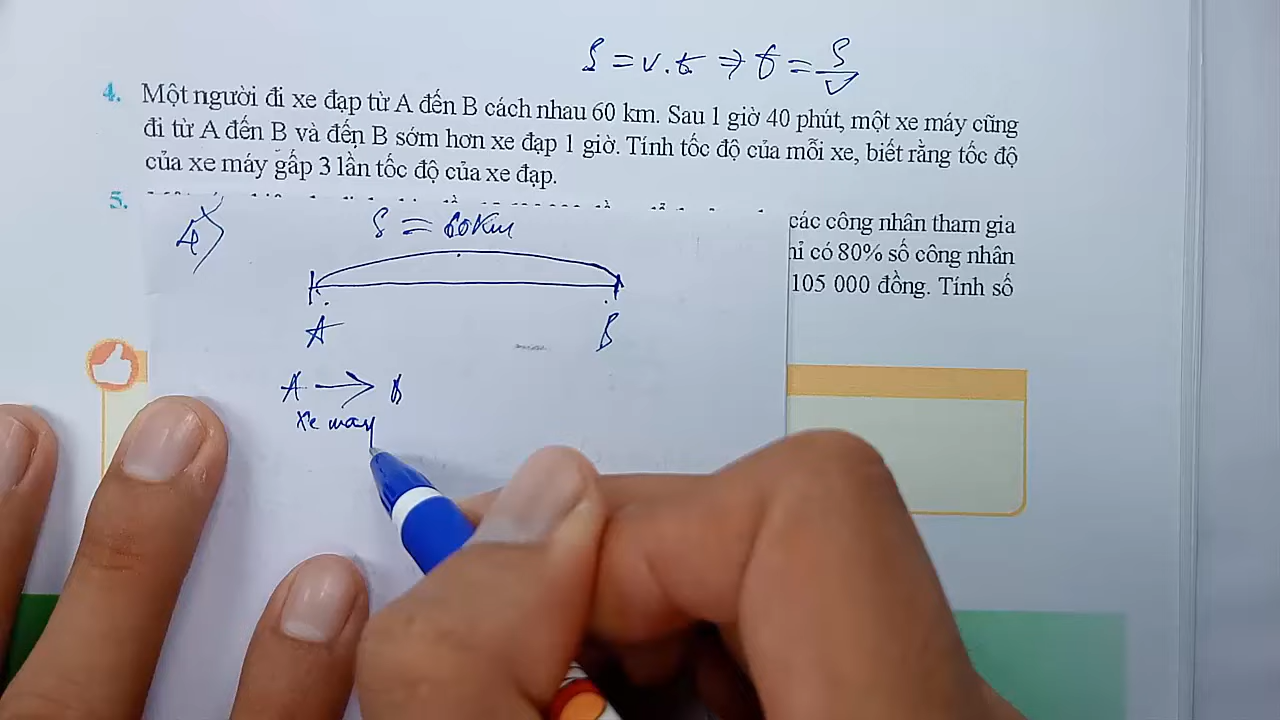 S = v.t ⇒ t = S/v
4. Một người đi xe đạp từ A đến B cách nhau 60 km. Sau 1 giờ 40 phút, một xe máy cũng
đi từ A đến B và đến B sớm hơn xe đạp 1 giờ. Tính tốc độ của mỗi xe, biết rằng tốc độ
của xe máy gấp 3 lần tốc độ của xe đạp.
5.
các công nhân tham gia
chỉ có 80% số công nhân
105 000 đồng. Tính số
4)
S = 60Km
A B
A → B
xe may